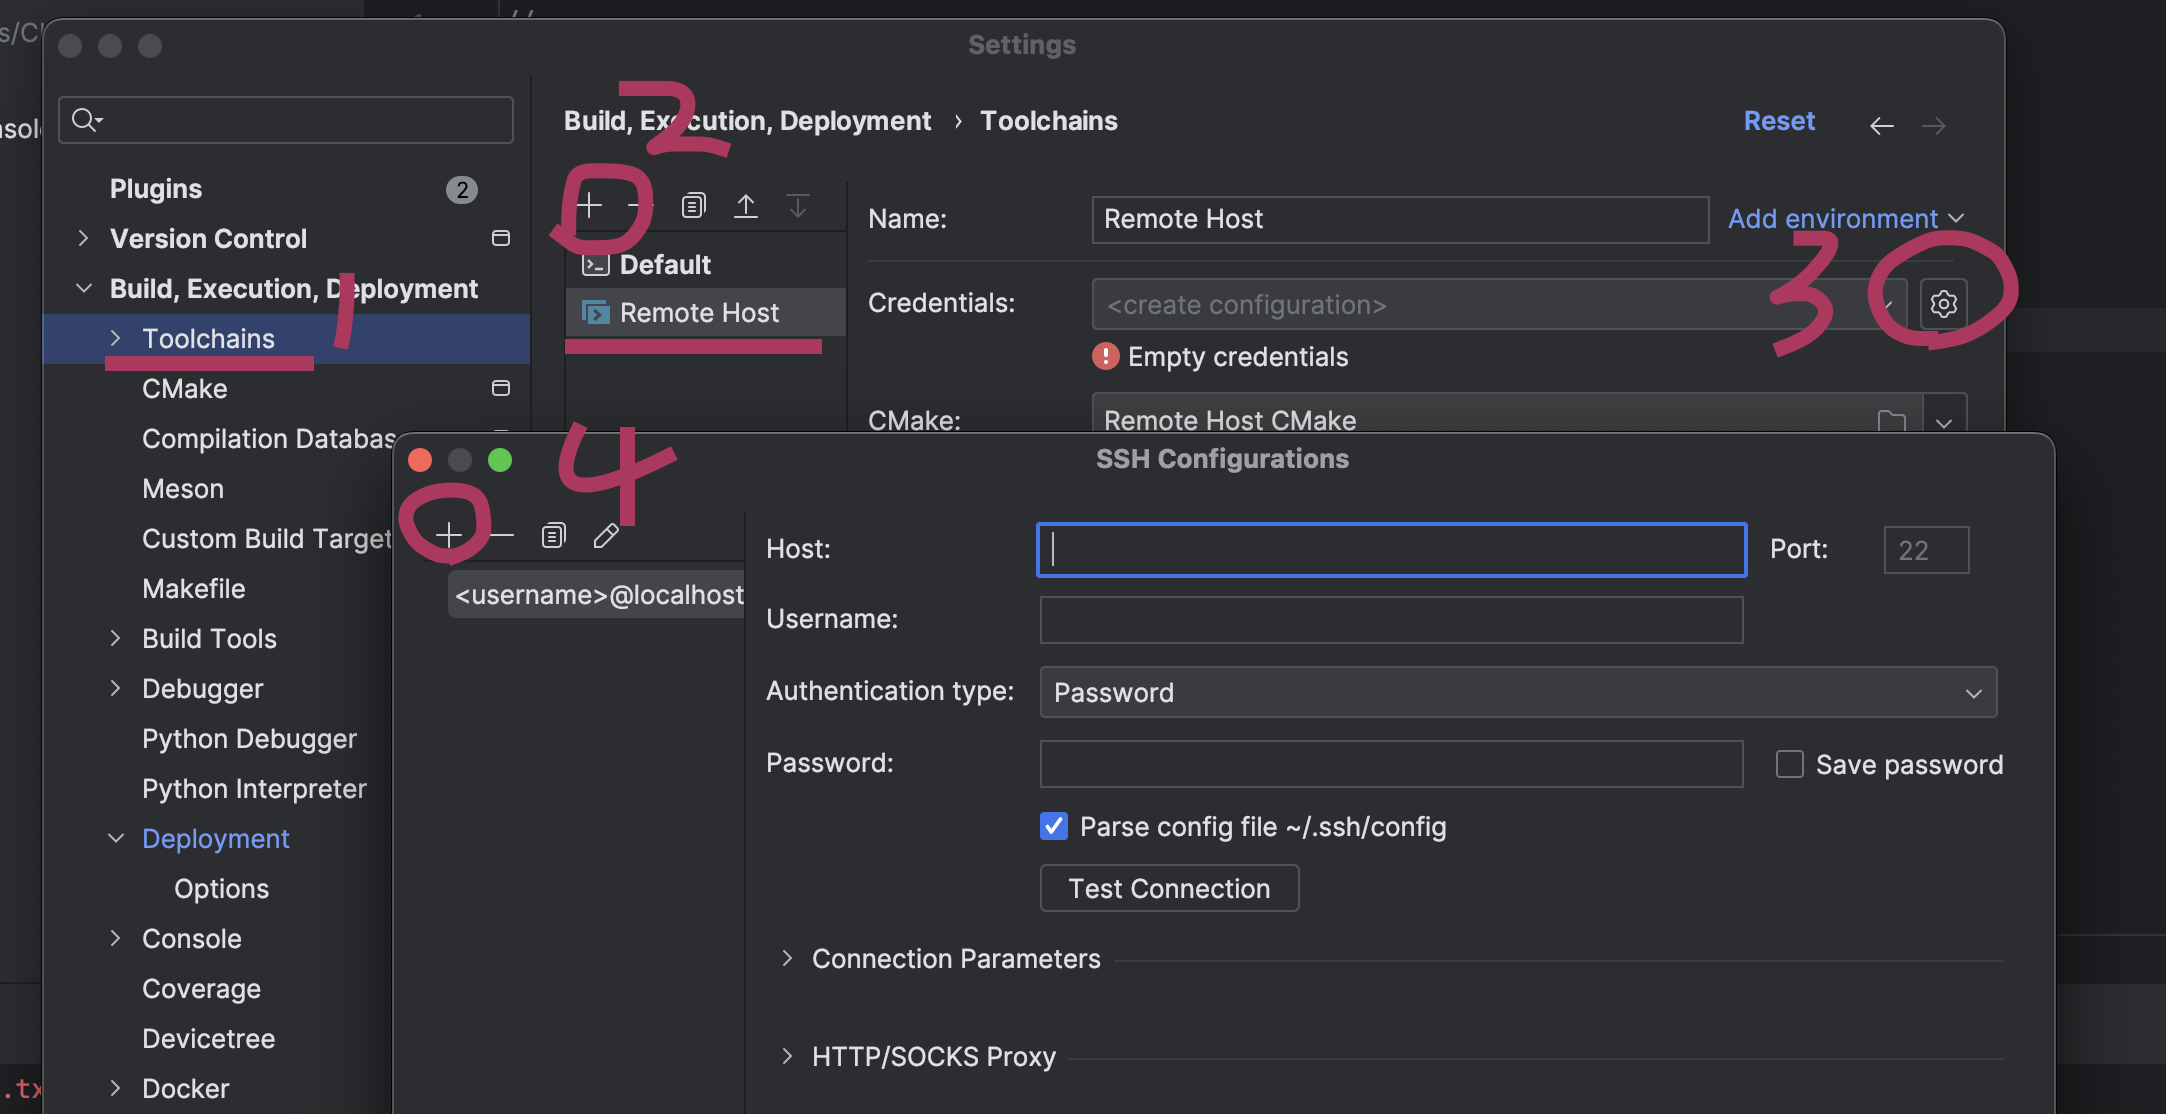 Settings
Plugins 2
Version Control
Build, Execution, Deployment
Toolchains
CMake
Compilation Databas
Meson
Custom Build Target
Makefile
Build Tools
Debugger
Python Debugger
Python Interpreter
Deployment
Options
Console
Coverage
Devicetree
Docker
1
Build, Execution, Deployment › Toolchains
Reset
2
Default
Remote Host
Name: Remote Host Add environment
3
Credentials: <create configuration>
Empty credentials
CMake: Remote Host CMake
4
SSH Configurations
<username>@localhost
Host: Port: 22
Username:
Authentication type: Password
Password: Save password
Parse config file ~/.ssh/config
Test Connection
Connection Parameters
HTTP/SOCKS Proxy
.tx